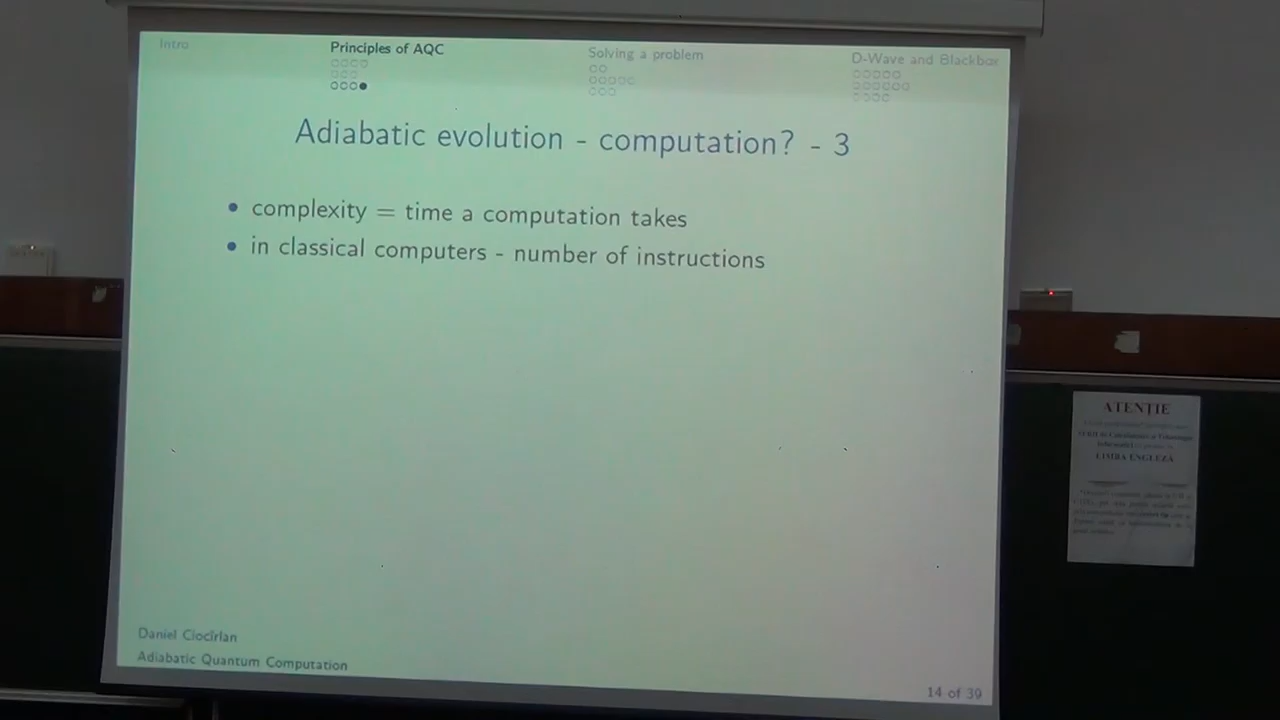 Intro
Principles of AQC
Solving a problem
D-Wave and Blackbox
Adiabatic evolution - computation? - 3
• complexity = time a computation takes
• in classical computers - number of instructions
Daniel Ciocîrlan
Adiabatic Quantum Computation
14 of 39
ATENȚIE
LIMBA ENGLEZĂ